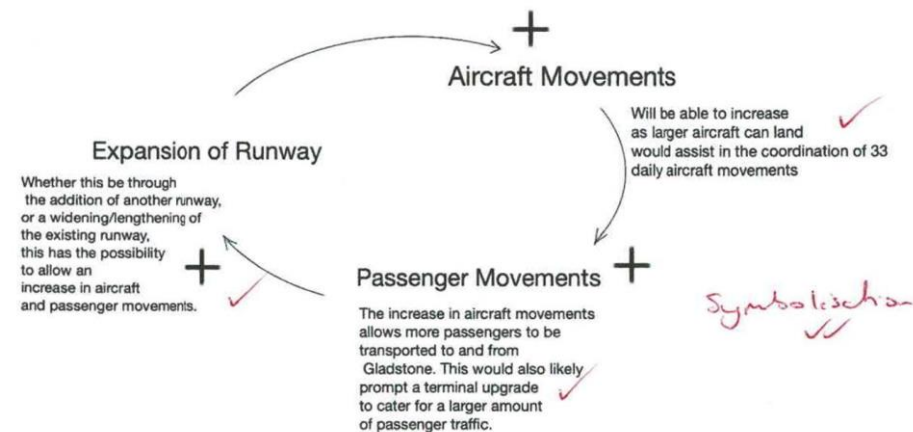 +
Aircraft Movements
Will be able to increase
as larger aircraft can land
would assist in the coordination of 33
daily aircraft movements
Expansion of Runway
Whether this be through
the addition of another runway,
or a widening/lengthening of
the existing runway,
this has the possibility
to allow an
increase in aircraft
and passenger movements.
+
Passenger Movements +
The increase in aircraft movements
allows more passengers to be
transported to and from
Gladstone. This would also likely
prompt a terminal upgrade
to cater for a larger amount
of passenger traffic.